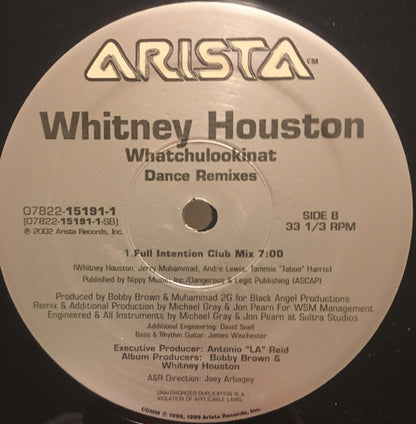 ARISTA™
Whitney Houston
Whatchulookinat
Dance Remixes
07822-15191-1
[07822-15191-1-SB]
℗ 2002 Arista Records, Inc.
SIDE B
33 1/3 RPM
1.Full Intention Club Mix 7:00
(Whitney Houston, Jerry Muhammad, Andre Lewis, Tammie "Taboo" Harris)
Published by Nippy Music Inc /Dangerous & Legit Publishing (ASCAP)
Produced by Bobby Brown & Muhammad 2G for Black Angel Productions
Remix & Additional Production by Michael Gray & Jon Pearn For WSM Management
Engineered & All Instruments by Michael Gray & Jon Pearn at Sultra Studios
Additional Engineering: David Snell
Bass & Rhythm Guitar: James Winchester
Executive Producer: Antonio "LA" Reid
Album Producers: Bobby Brown &
Whitney Houston
A&R Direction: Joey Arbagey
UNAUTHORIZED DUPLICATION IS A
VIOLATION OF APPLICABLE LAWS.
COMM ℗ 1998, 1999 Arista Records, Inc.